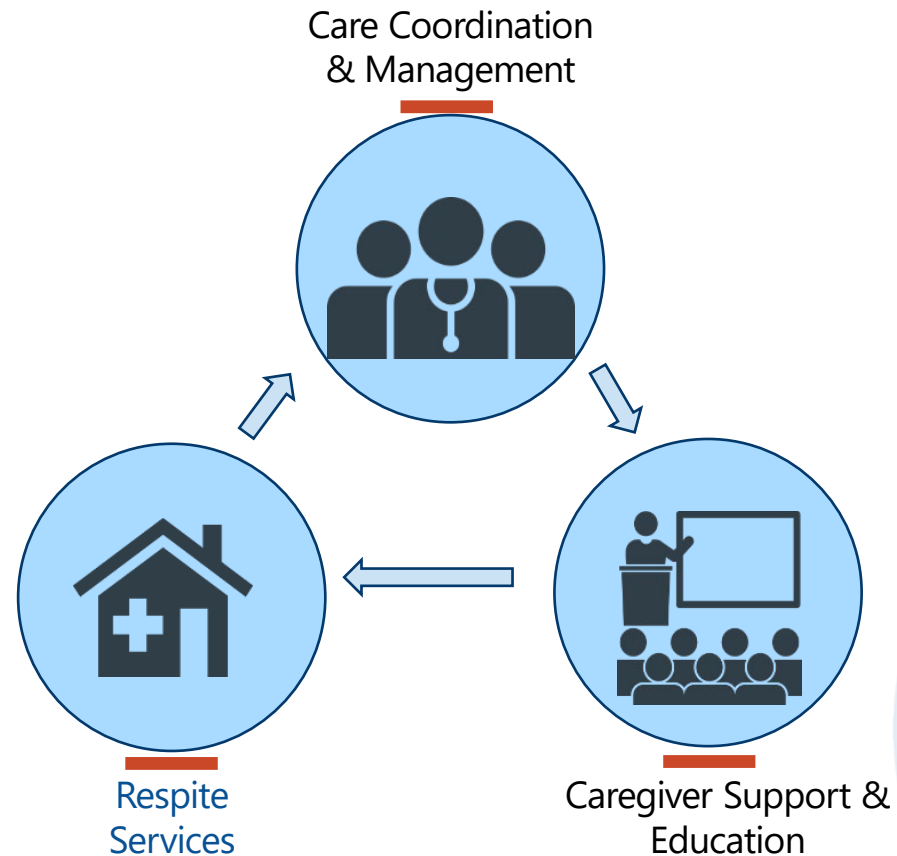 Care Coordination
& Management
Respite
Services
Caregiver Support &
Education